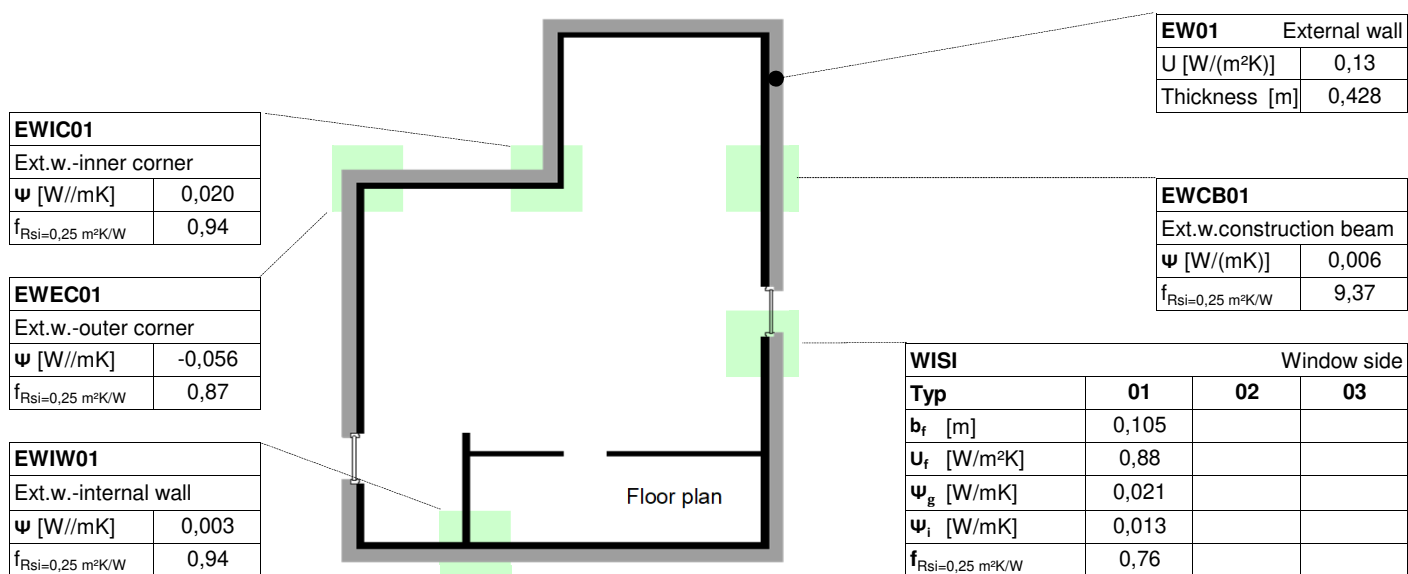 EW01 External wall
U [W/(m²K)] 0,13
Thickness [m] 0,428
EWIC01
Ext.w.-inner corner
Ψ [W//mK] 0,020
fRsi=0,25 m²K/W 0,94
EWEC01
Ext.w.-outer corner
Ψ [W//mK] -0,056
fRsi=0,25 m²K/W 0,87
EWIW01
Ext.w.-internal wall
Ψ [W//mK] 0,003
fRsi=0,25 m²K/W 0,94
Floor plan
EWCB01
Ext.w.construction beam
Ψ [W/(mK)] 0,006
fRsi=0,25 m²K/W 9,37
WISI Window side
Typ 01 02 03
bf [m] 0,105
Uf [W/m²K] 0,88
Ψg [W/mK] 0,021
Ψi [W/mK] 0,013
fRsi=0,25 m²K/W 0,76